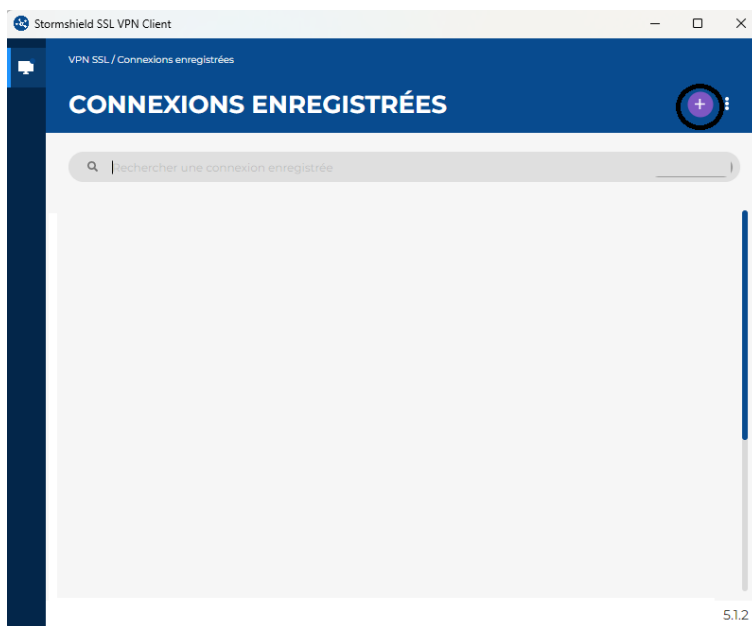 Stormshield SSL VPN Client
VPN SSL / Connexions enregistrées
CONNEXIONS ENREGISTRÉES
Rechercher une connexion enregistrée
5.1.2